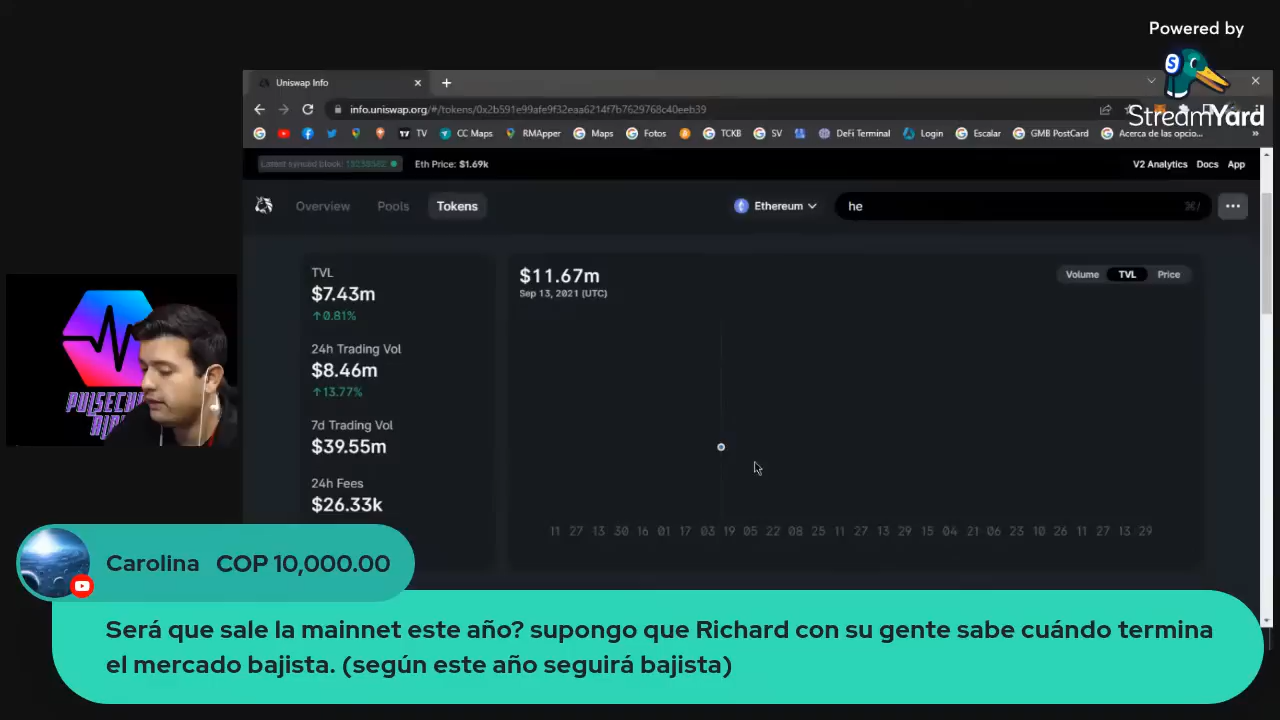 Powered by
StreamYard
Uniswap Info
info.uniswap.org/#/tokens/0x2b591e99afe9f32eaa6214f7b7629768c40eeb39
TV CC Maps RMApper Maps Fotos TCKB SV DeFi Terminal Login Escalar GMB PostCard Acerca de las opcio... »
Latest synced block: Eth Price: $1.69k V2 Analytics Docs App
Overview Pools Tokens Ethereum he ⌘/ ...
TVL
$7.43m
↑0.81%
24h Trading Vol
$8.46m
↑13.77%
7d Trading Vol
$39.55m
24h Fees
$26.33k
$11.67m
Sep 13, 2021 (UTC)
Volume TVL Price
11 27 13 30 16 01 17 03 19 05 22 08 25 11 27 13 29 15 04 21 06 23 10 26 11 27 13 29
Carolina COP 10,000.00
Será que sale la mainnet este año? supongo que Richard con su gente sabe cuándo termina
el mercado bajista. (según este año seguirá bajista)